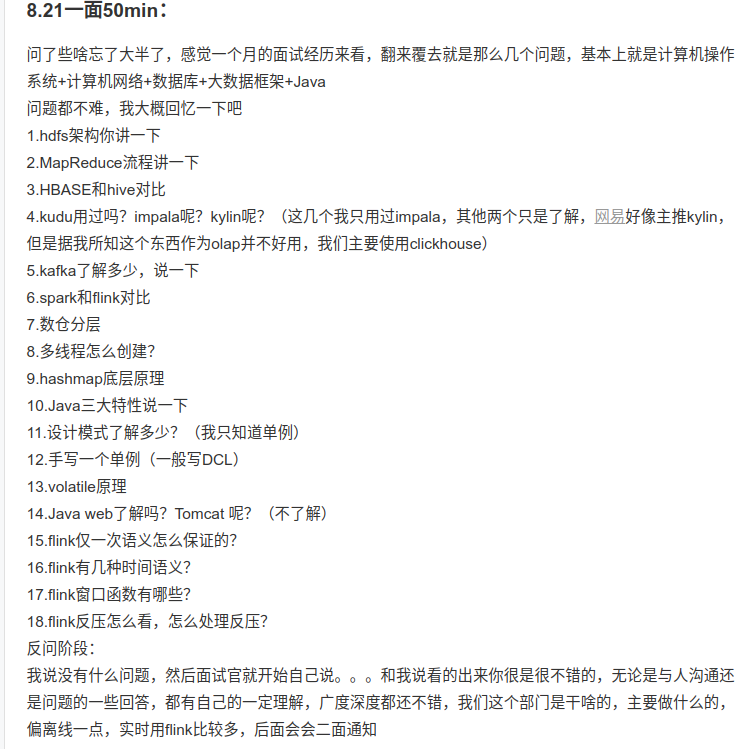 8.21一面50min：
问了些啥忘了大半了，感觉一个月的面试经历来看，翻来覆去就是那么几个问题，基本上就是计算机操作
系统+计算机网络+数据库+大数据框架+Java
问题都不难，我大概回忆一下吧
1.hdfs架构你讲一下
2.MapReduce流程讲一下
3.HBASE和hive对比
4.kudu用过吗？impala呢？kylin呢？（这几个我只用过impala，其他两个只是了解，网易好像主推kylin，
但是据我所知这个东西作为olap并不好用，我们主要使用clickhouse）
5.kafka了解多少，说一下
6.spark和flink对比
7.数仓分层
8.多线程怎么创建？
9.hashmap底层原理
10.Java三大特性说一下
11.设计模式了解多少？（我只知道单例）
12.手写一个单例（一般写DCL）
13.volatile原理
14.Java web了解吗？Tomcat 呢？（不了解）
15.flink仅一次语义怎么保证的？
16.flink有几种时间语义？
17.flink窗口函数有哪些？
18.flink反压怎么看，怎么处理反压？
反问阶段：
我说没有什么问题，然后面试官就开始自己说。。。和我说看的出来你很是很不错的，无论是与人沟通还
是问题的一些回答，都有自己的一定理解，广度深度都还不错，我们这个部门是干啥的，主要做什么的，
偏离线一点，实时用flink比较多，后面会会二面通知